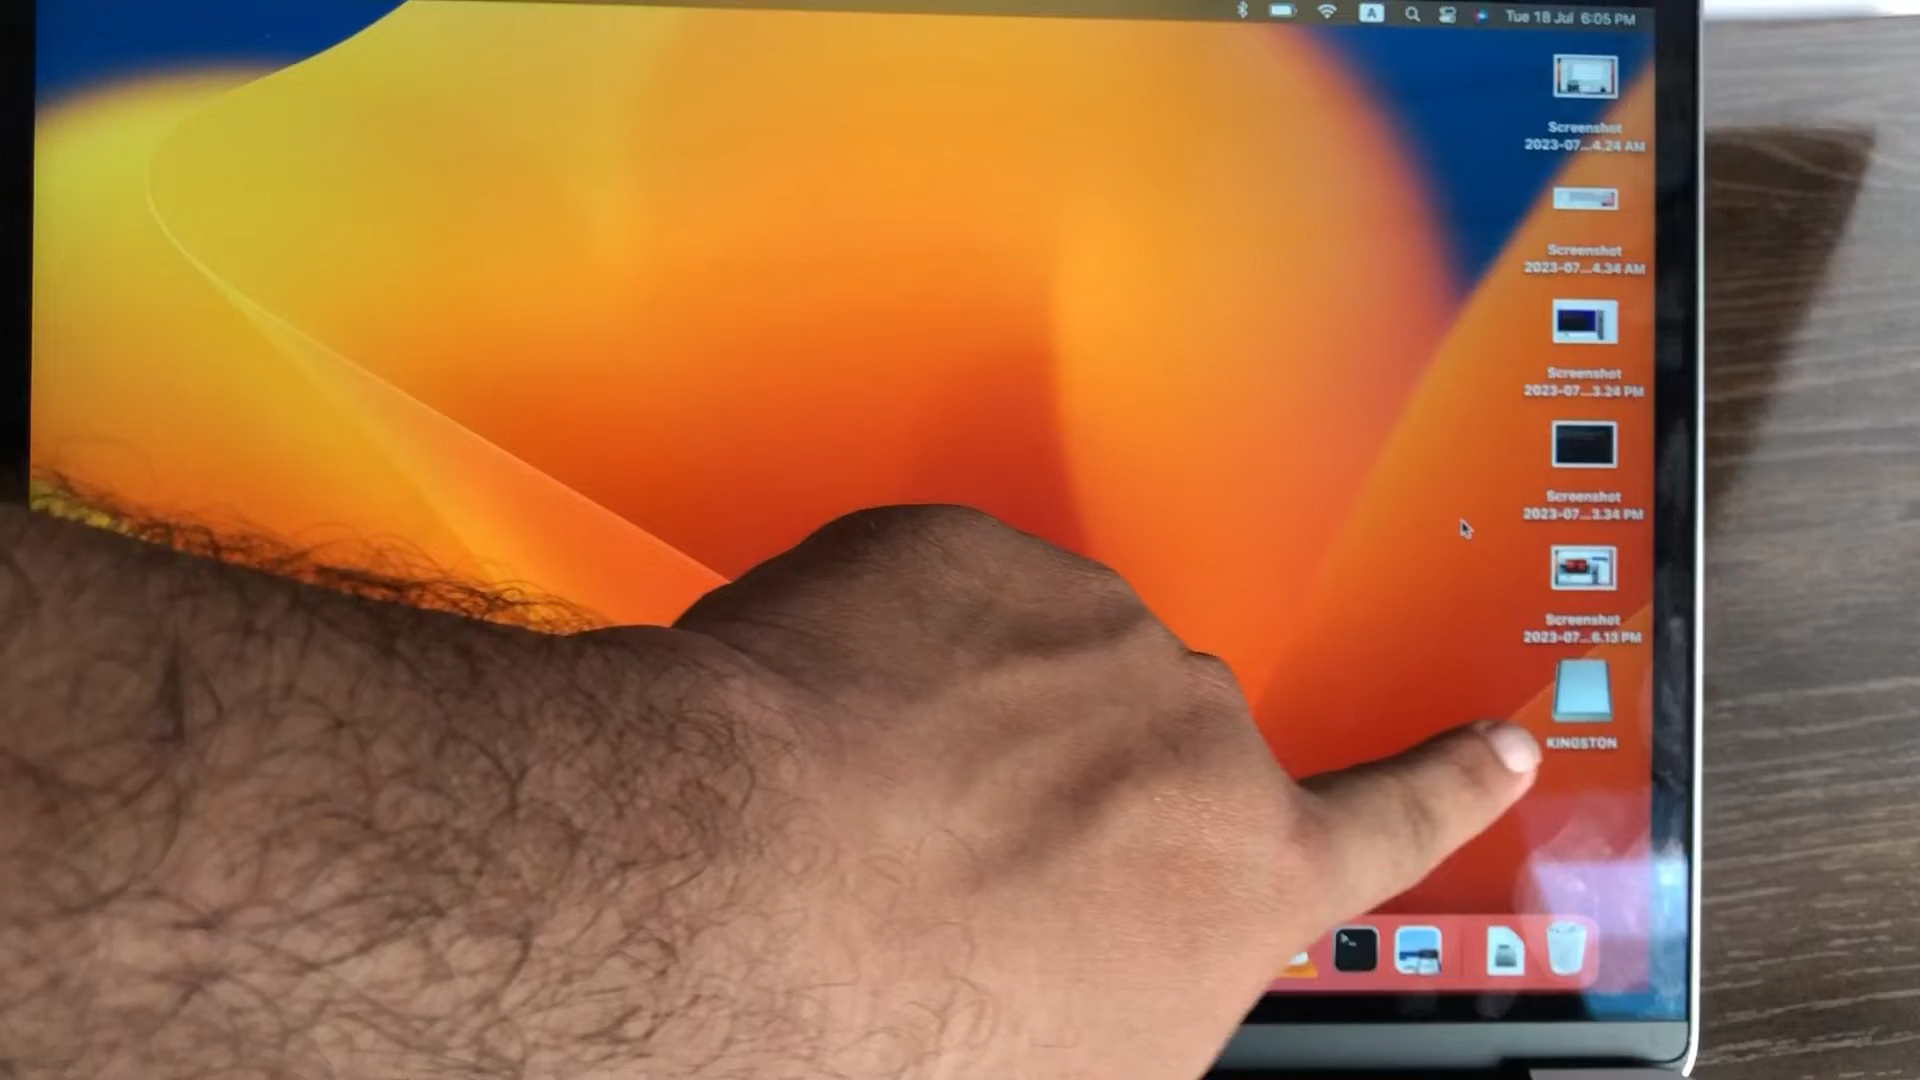 A
Tue 18 Jul 6:05 PM
Screenshot
2023-07...4.24 AM
Screenshot
2023-07...4.34 AM
Screenshot
2023-07...3.24 PM
Screenshot
2023-07...3.34 PM
Screenshot
2023-07...6.13 PM
KINGSTON